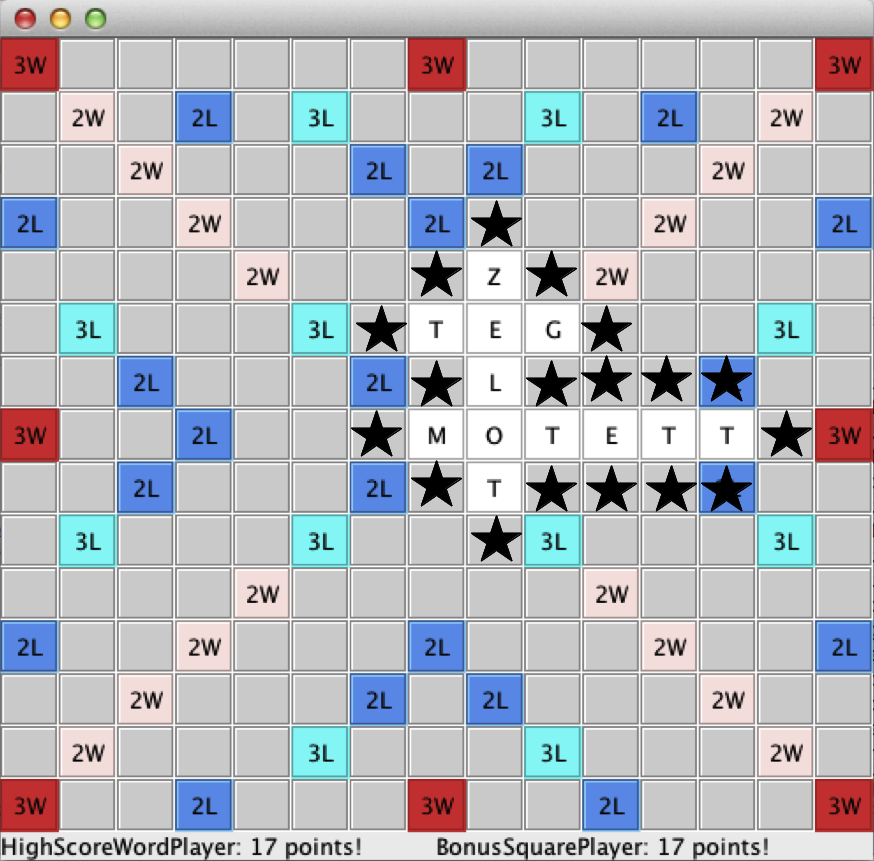 3W 3W 3W
2W 2L 3L 3L 2L 2W
2W 2L 2L 2W
2L 2W 2L 2W 2L
2W Z 2W
3L 3L T E G 3L
2L 2L L
3W 2L M O T E T T 3W
2L 2L T
3L 3L 3L 3L
2W 2W
2L 2W 2L 2W 2L
2W 2L 2L 2W
2W 3L 3L 2W
3W 2L 3W 2L 3W
HighScoreWordPlayer: 17 points! BonusSquarePlayer: 17 points!